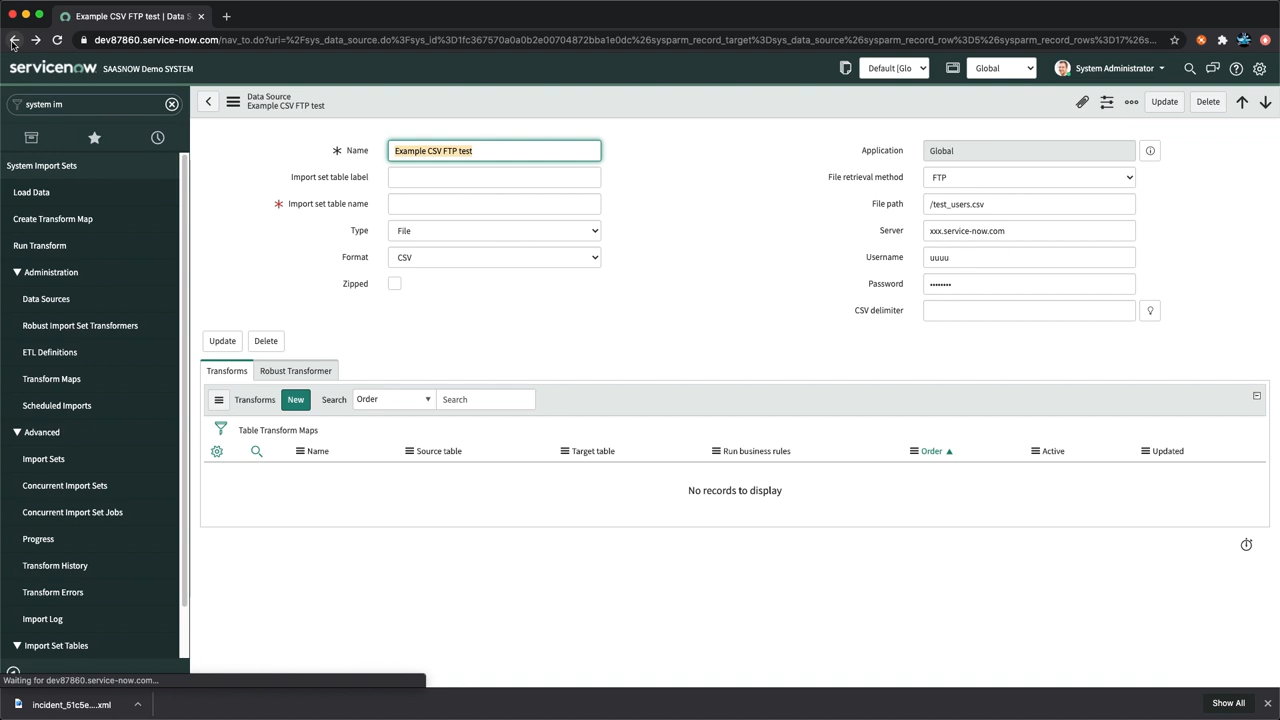 Example CSV FTP test | Data S
dev87860.service-now.com/nav_to.do?uri=%2Fsys_data_source.do%3Fsys_id%3D1fc367570a0a0b2e00704872bba1e0dc%26sysparm_record_target%3Dsys_data_source%26sysparm_record_row%3D5%26sysparm_record_rows%3D17%26s...
servicenow SAASNOW Demo SYSTEM
Default [Glo
Global
System Administrator
system im
Data Source
Example CSV FTP test
Update
Delete
System Import Sets
Load Data
Create Transform Map
Run Transform
Administration
Data Sources
Robust Import Set Transformers
ETL Definitions
Transform Maps
Scheduled Imports
Advanced
Import Sets
Concurrent Import Sets
Concurrent Import Set Jobs
Progress
Transform History
Transform Errors
Import Log
Import Set Tables
Name Example CSV FTP test
Import set table label
Import set table name
Type File
Format CSV
Zipped
Application Global
File retrieval method FTP
File path /test_users.csv
Server xxx.service-now.com
Username uuuu
Password ••••••••
CSV delimiter
Update
Delete
Transforms
Robust Transformer
Transforms New Search Order Search
Table Transform Maps
Name Source table Target table Run business rules Order ▲ Active Updated
No records to display
Waiting for dev87860.service-now.com...
incident_51c5e....xml
Show All